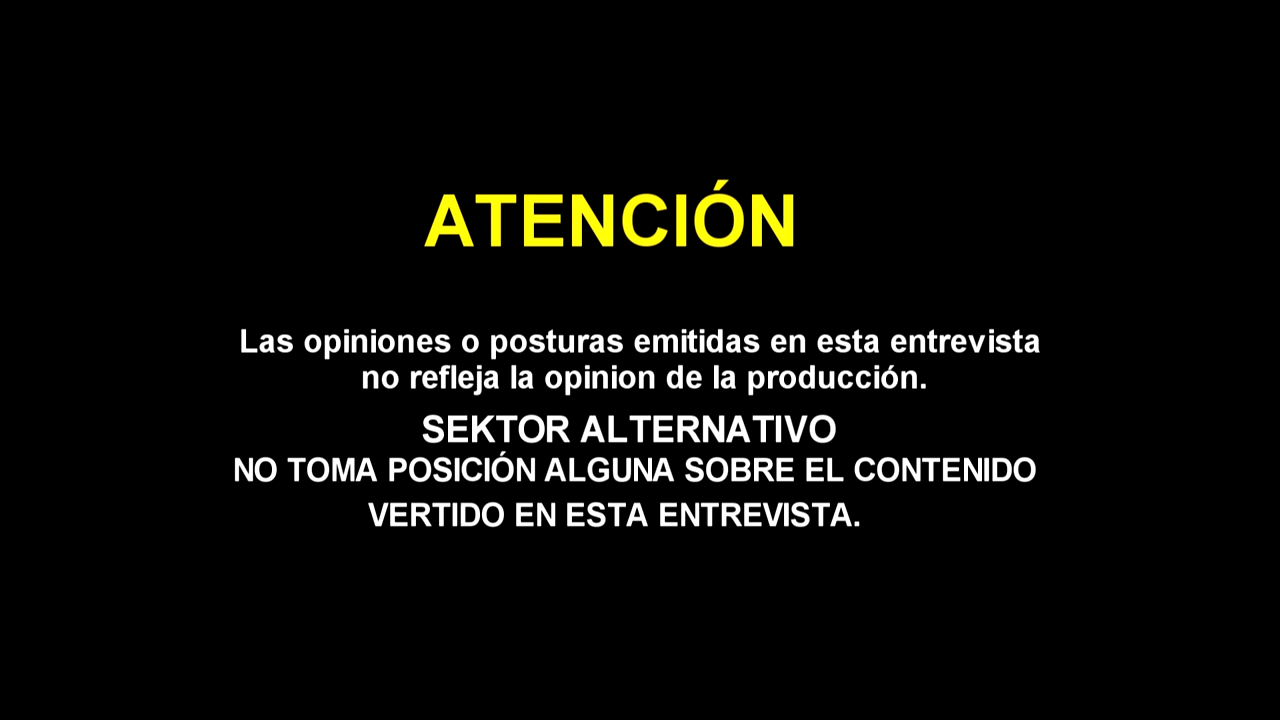 ATENCIÓN
Las opiniones o posturas emitidas en esta entrevista
no refleja la opinion de la producción.
SEKTOR ALTERNATIVO
NO TOMA POSICIÓN ALGUNA SOBRE EL CONTENIDO
VERTIDO EN ESTA ENTREVISTA.